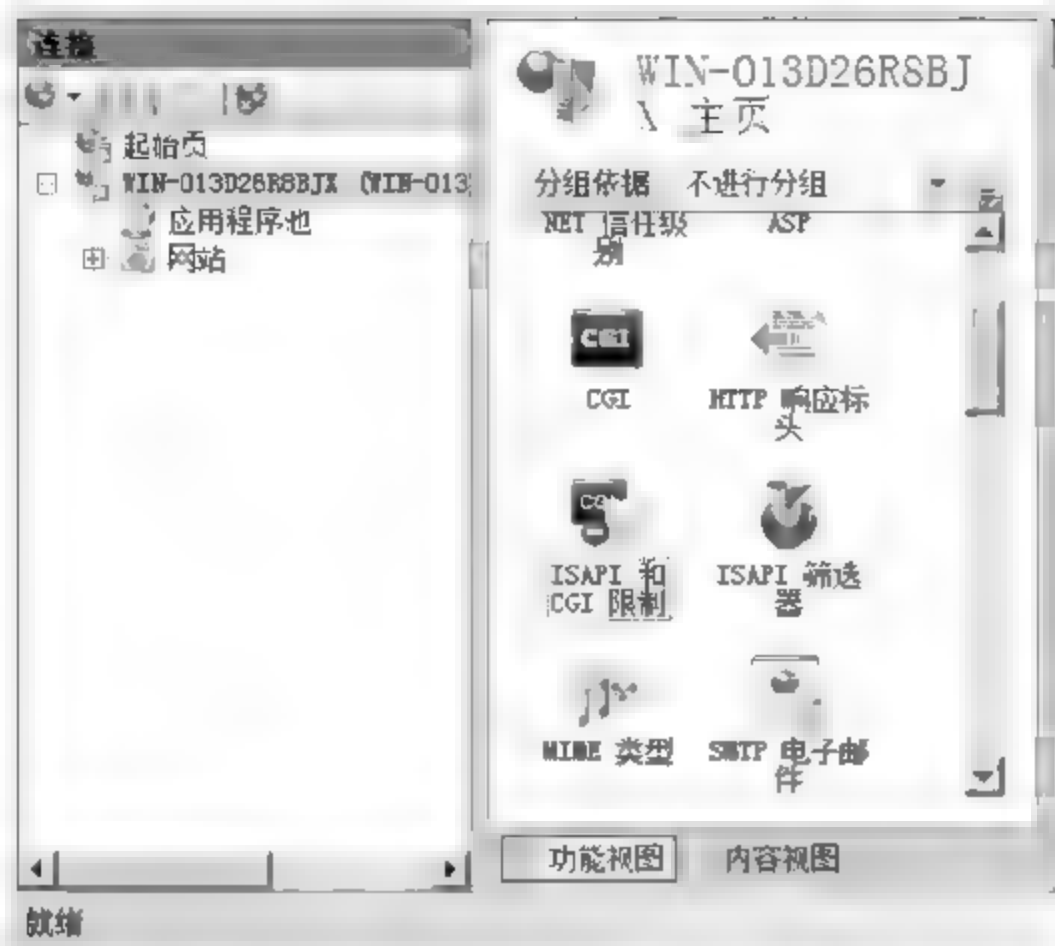 连接
起始页
WIN-013D26R8BJX (WIN-013
应用程序池
网站
WIN-013D26R8BJ
X 主页
分组依据 不进行分组
NET 信任级
别
ASP
CGI
CGI
HTTP 响应标
头
ISAPI 和
CGI 限制
ISAPI 筛选
器
MIME 类型
SMTP 电子邮
件
功能视图
内容视图
就绪